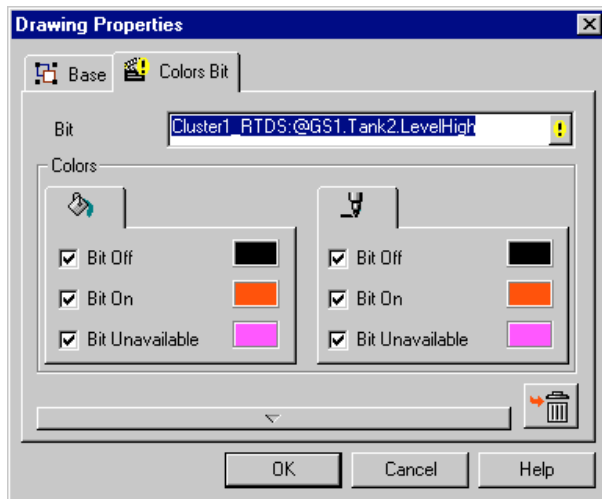 Drawing Properties
Base
Colors Bit
Bit
Cluster1_RTDS:@GS1.Tank2.LevelHigh
Colors
Bit Off
Bit On
Bit Unavailable
Bit Off
Bit On
Bit Unavailable
OK
Cancel
Help